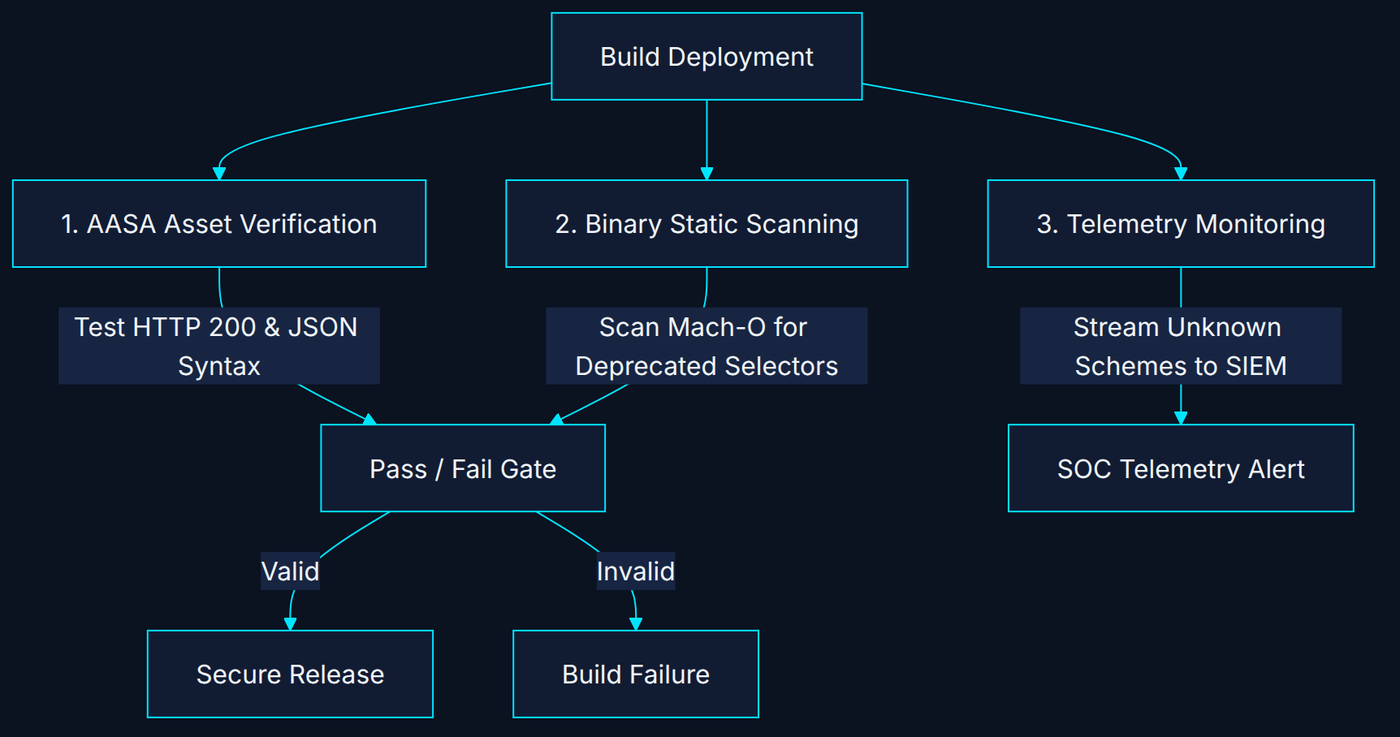 Build Deployment
1. AASA Asset Verification
2. Binary Static Scanning
3. Telemetry Monitoring
Test HTTP 200 & JSON
Syntax
Scan Mach-O for
Deprecated Selectors
Stream Unknown
Schemes to SIEM
Pass / Fail Gate
SOC Telemetry Alert
Valid
Invalid
Secure Release
Build Failure